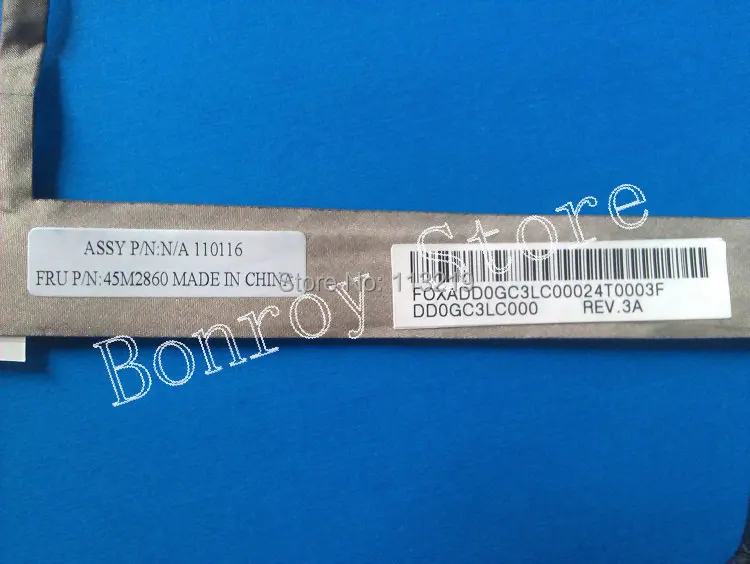 ASSY P/N:N/A 110116
FRU P/N:45M2860 MADE IN CHINA
FOXADD0GC3LC00024T0003F
DD0GC3LC000 REV.3A
Bonroy Store